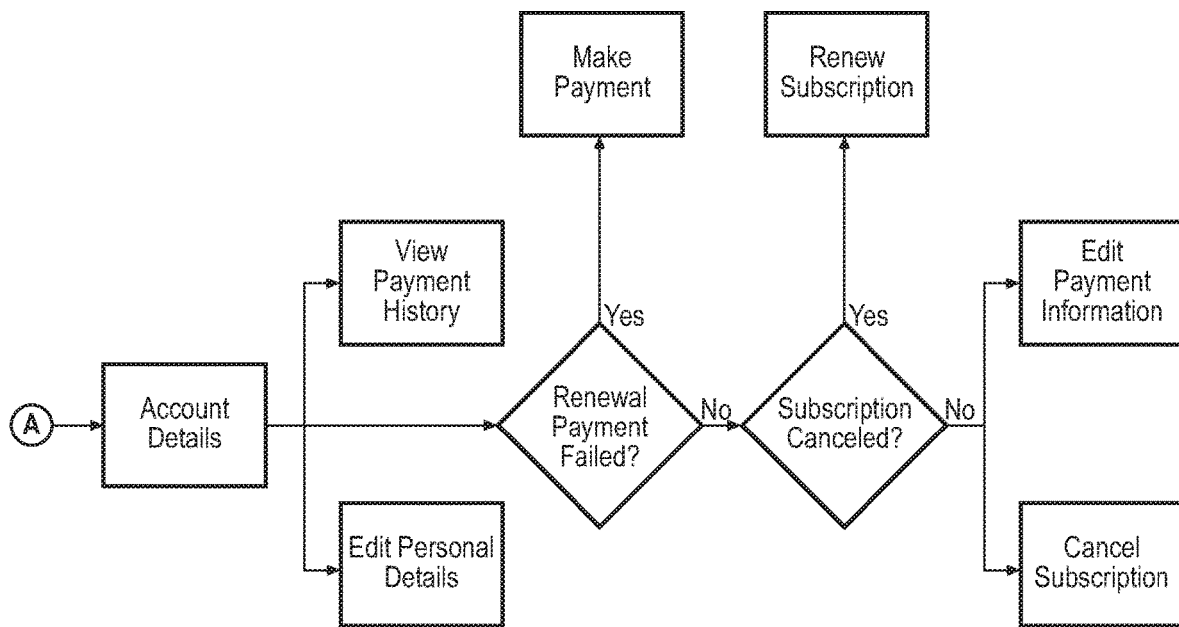 Make
Payment
Renew
Subscription
View
Payment
History
Edit
Payment
Information
Yes
Yes
A
Account
Details
Renewal
Payment
Failed?
No
Subscription
Canceled?
No
Edit Personal
Details
Cancel
Subscription